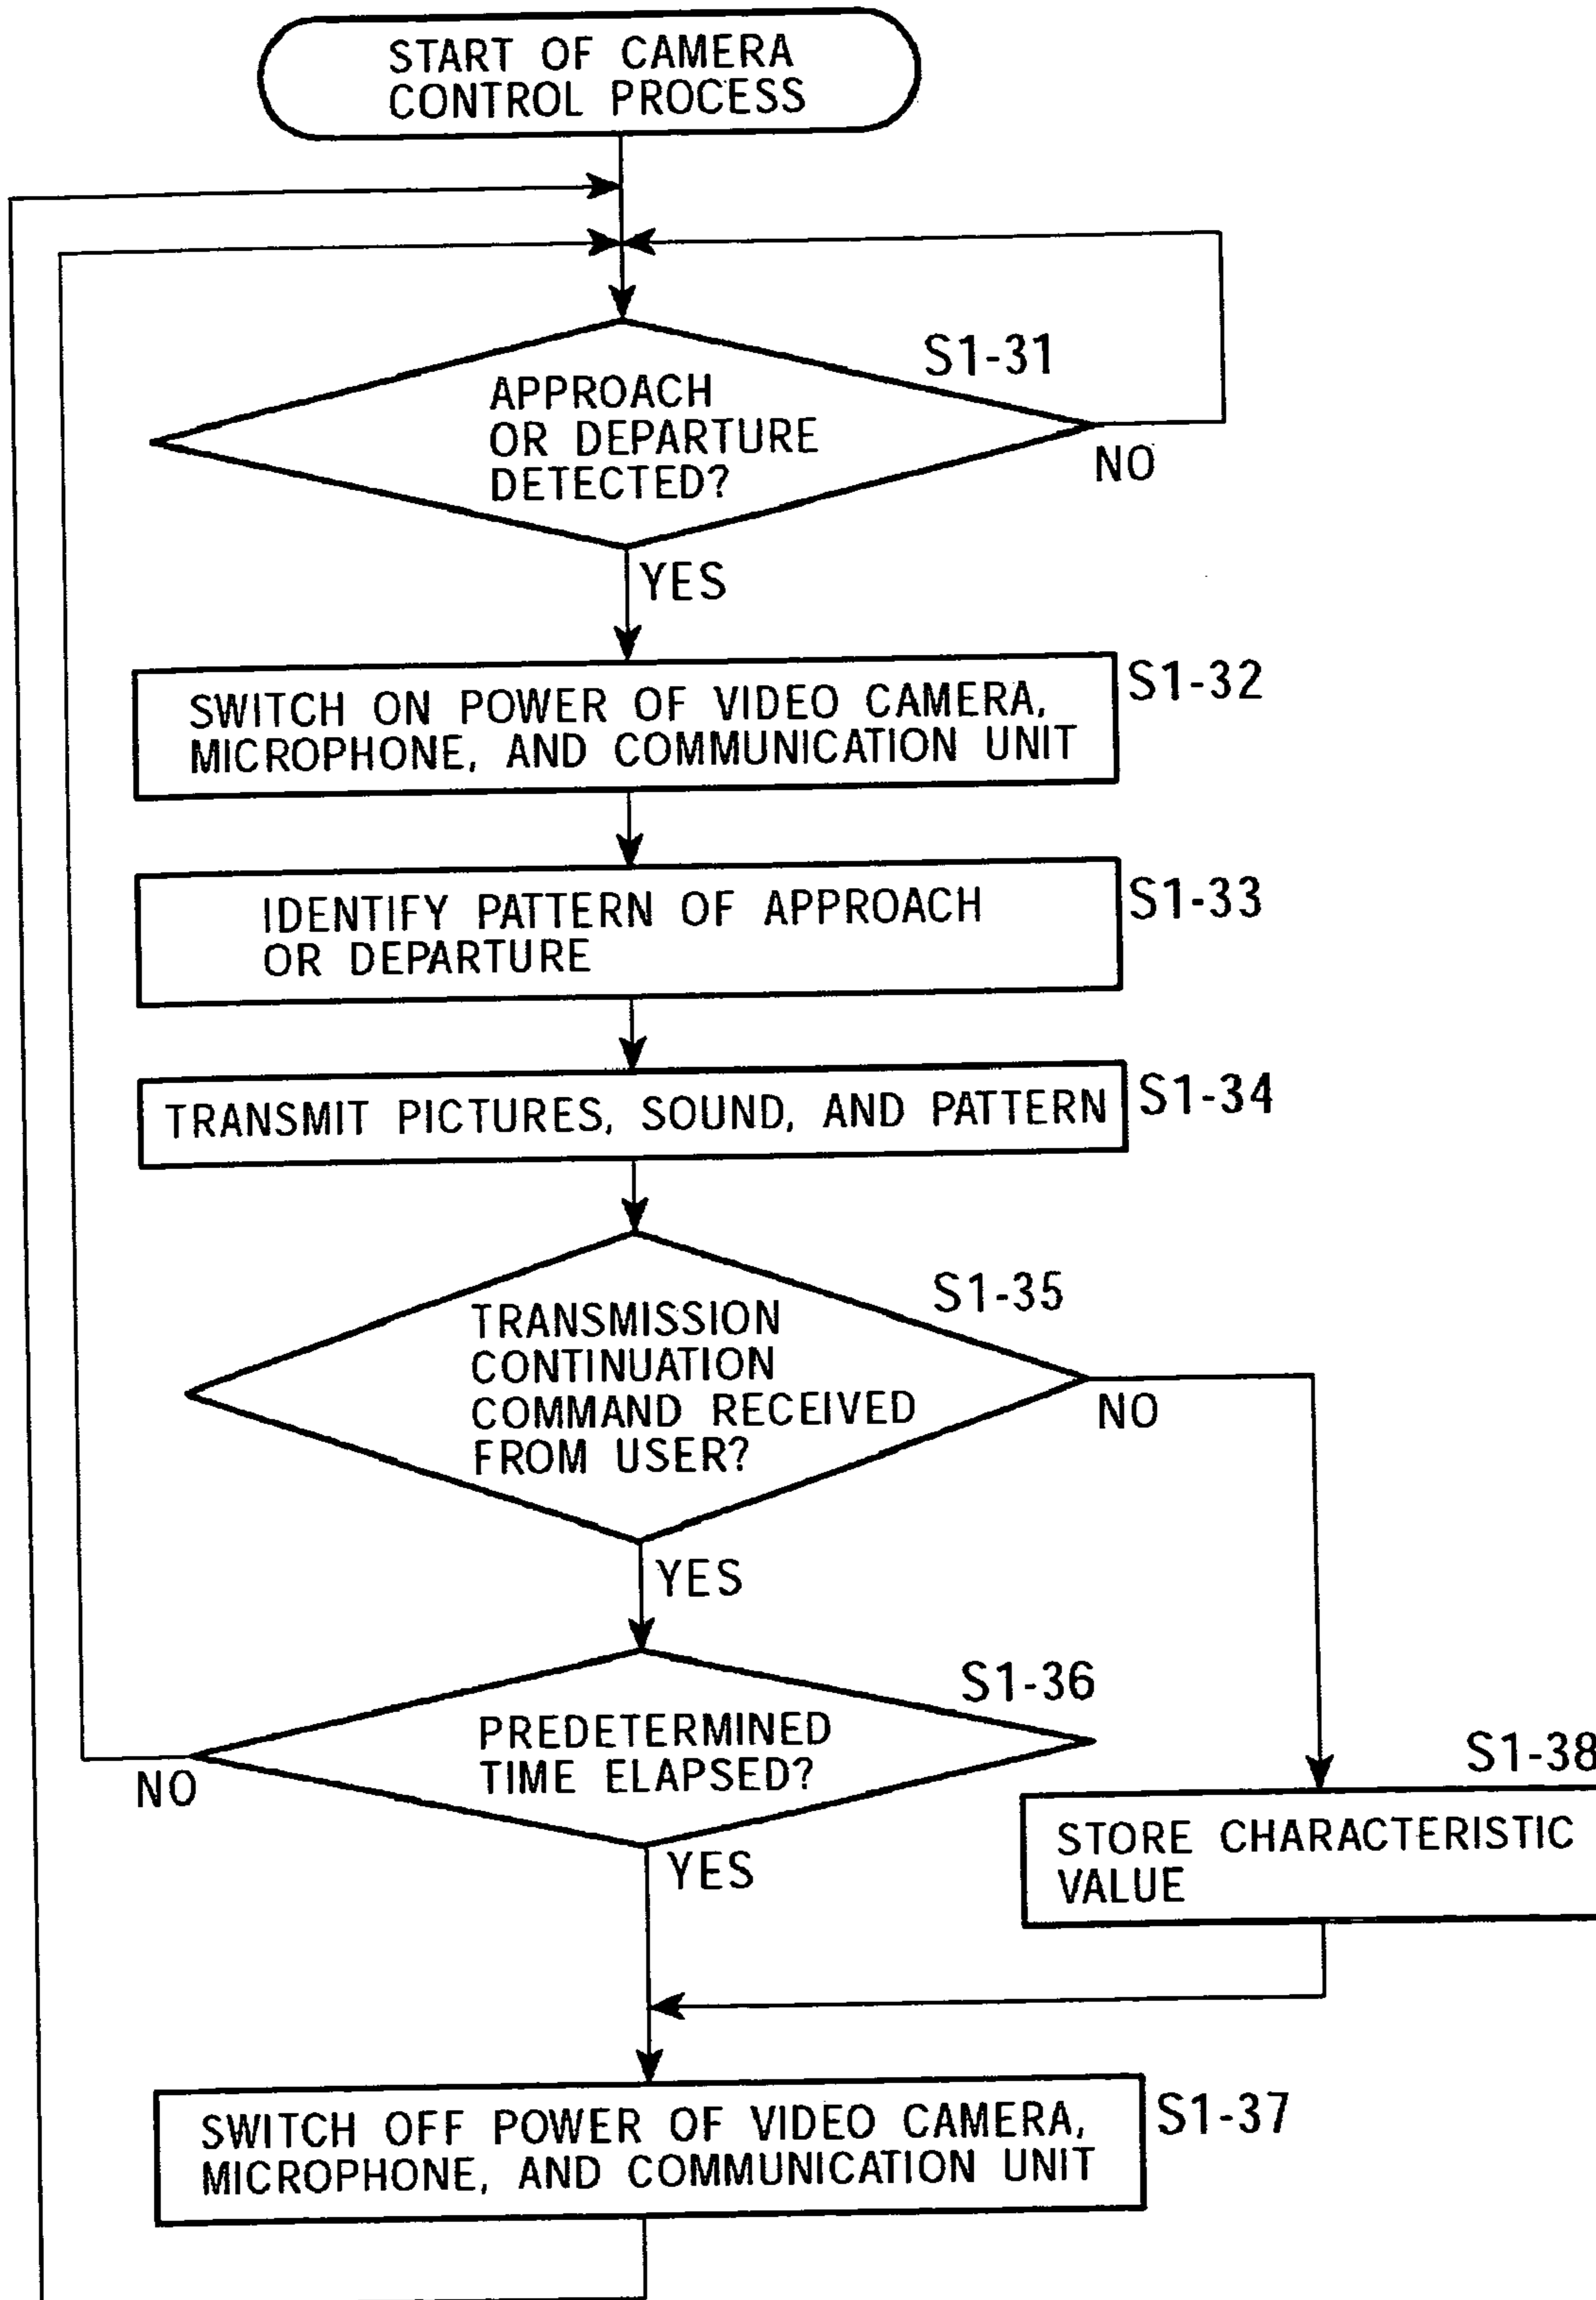 START OF CAMERA
CONTROL PROCESS
S1-31
APPROACH
OR DEPARTURE
DETECTED?
NO
YES
S1-32
SWITCH ON POWER OF VIDEO CAMERA,
MICROPHONE, AND COMMUNICATION UNIT
S1-33
IDENTIFY PATTERN OF APPROACH
OR DEPARTURE
S1-34
TRANSMIT PICTURES, SOUND, AND PATTERN
S1-35
TRANSMISSION
CONTINUATION
COMMAND RECEIVED
FROM USER?
NO
YES
S1-36
PREDETERMINED
TIME ELAPSED?
NO
YES
S1-38
STORE CHARACTERISTIC
VALUE
S1-37
SWITCH OFF POWER OF VIDEO CAMERA,
MICROPHONE, AND COMMUNICATION UNIT